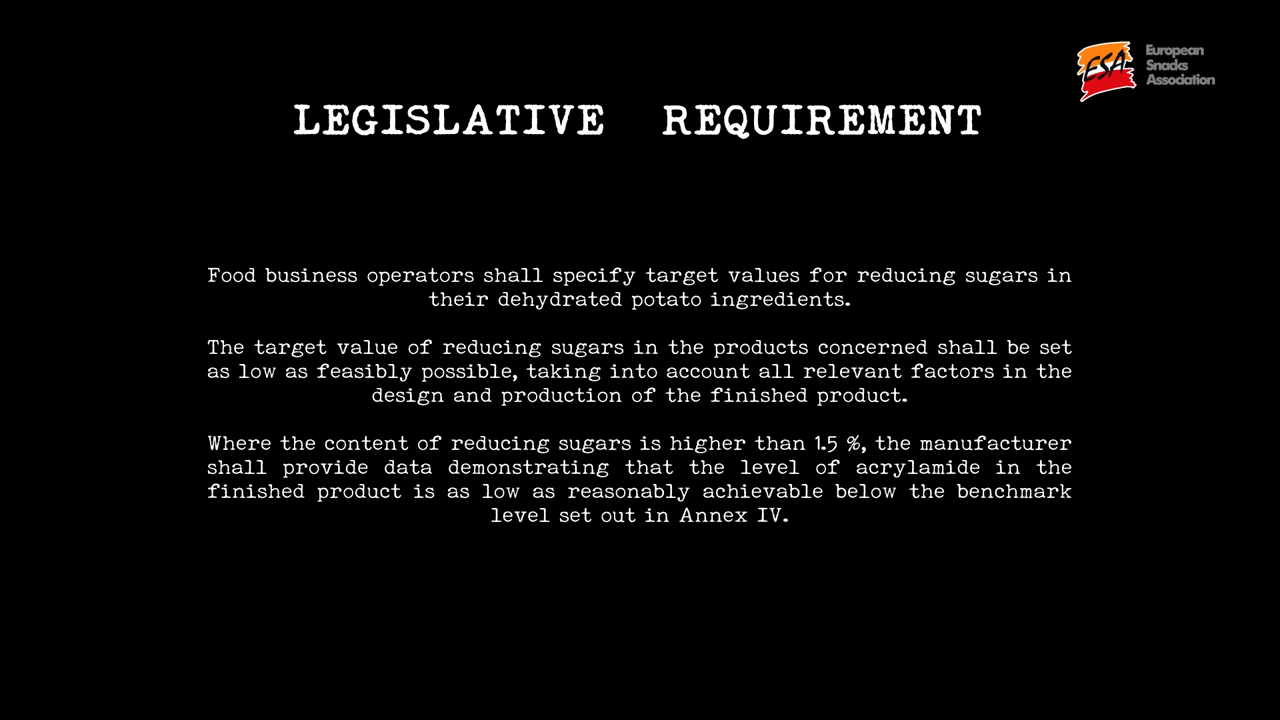 ESA
European
Snacks
Association
LEGISLATIVE REQUIREMENT
Food business operators shall specify target values for reducing sugars in
their dehydrated potato ingredients.
The target value of reducing sugars in the products concerned shall be set
as low as feasibly possible, taking into account all relevant factors in the
design and production of the finished product.
Where the content of reducing sugars is higher than 1.5 %, the manufacturer
shall provide data demonstrating that the level of acrylamide in the
finished product is as low as reasonably achievable below the benchmark
level set out in Annex IV.